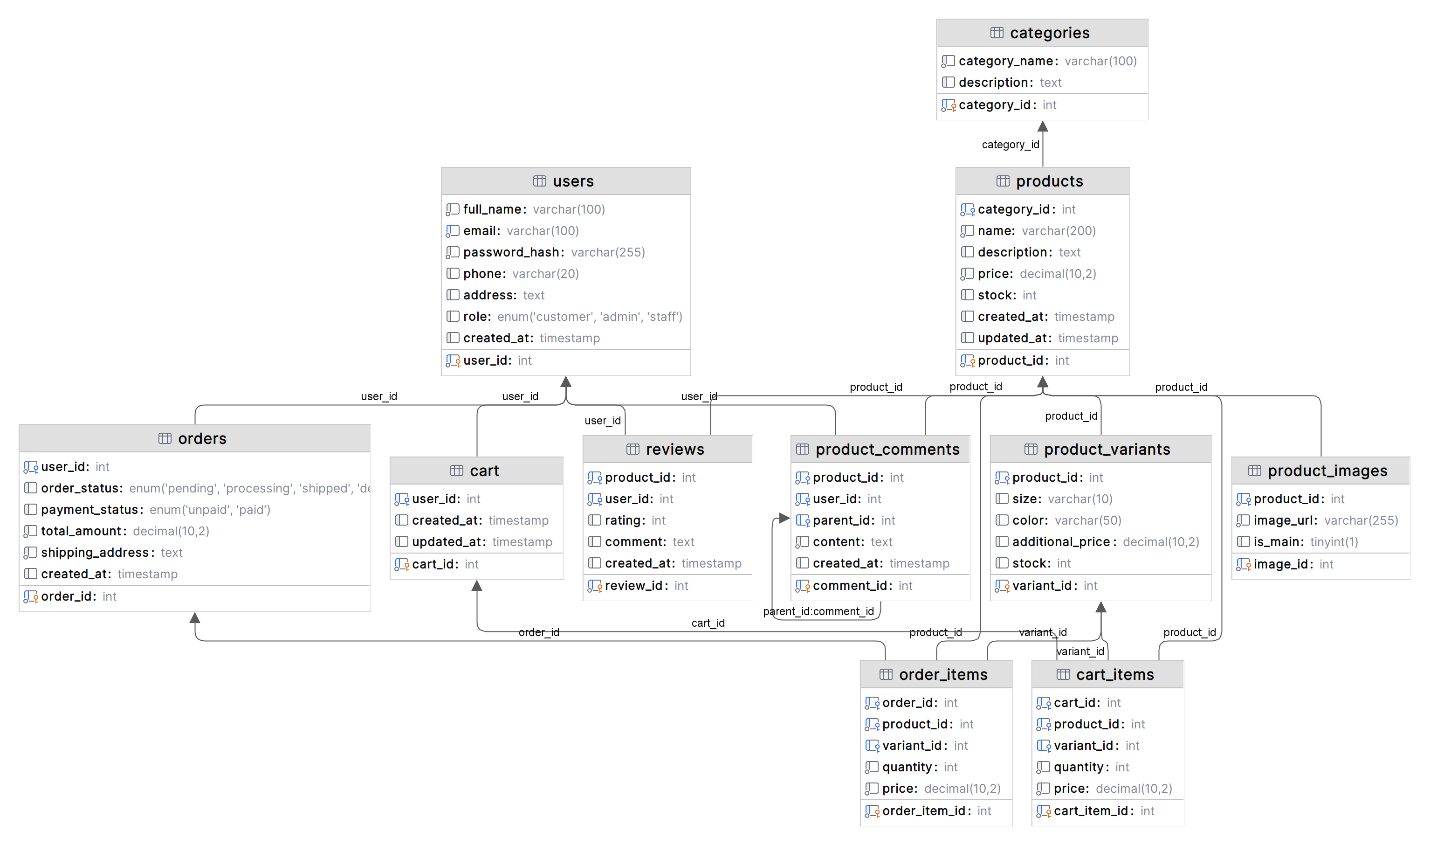 categories
category_name: varchar(100)
description: text
category_id: int
category_id
users
full_name: varchar(100)
email: varchar(100)
password_hash: varchar(255)
phone: varchar(20)
address: text
role: enum('customer', 'admin', 'staff')
created_at: timestamp
user_id: int
products
category_id: int
name: varchar(200)
description: text
price: decimal(10,2)
stock: int
created_at: timestamp
updated_at: timestamp
product_id: int
user_id
user_id
user_id
user_id
product_id
product_id
product_id
product_id
orders
user_id: int
order_status: enum('pending', 'processing', 'shipped', 'de
payment_status: enum('unpaid', 'paid')
total_amount: decimal(10,2)
shipping_address: text
created_at: timestamp
order_id: int
cart
user_id: int
created_at: timestamp
updated_at: timestamp
cart_id: int
reviews
product_id: int
user_id: int
rating: int
comment: text
created_at: timestamp
review_id: int
product_comments
product_id: int
user_id: int
parent_id: int
content: text
created_at: timestamp
comment_id: int
parent_id:comment_id
product_variants
product_id: int
size: varchar(10)
color: varchar(50)
additional_price: decimal(10,2)
stock: int
variant_id: int
product_images
product_id: int
image_url: varchar(255)
is_main: tinyint(1)
image_id: int
order_id
cart_id
product_id
variant_id
variant_id
product_id
order_items
order_id: int
product_id: int
variant_id: int
quantity: int
price: decimal(10,2)
order_item_id: int
cart_items
cart_id: int
product_id: int
variant_id: int
quantity: int
price: decimal(10,2)
cart_item_id: int